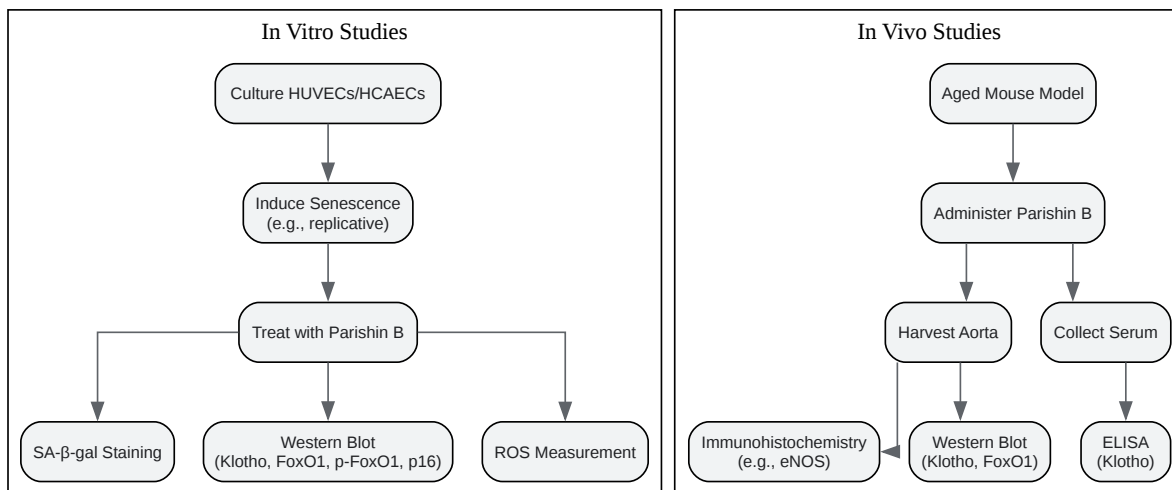 In Vitro Studies
Culture HUVECs/HCAECs
Induce Senescence
(e.g., replicative)
Treat with Parishin B
SA-β-gal Staining
Western Blot
(Klotho, FoxO1, p-FoxO1, p16)
ROS Measurement
In Vivo Studies
Aged Mouse Model
Administer Parishin B
Harvest Aorta
Collect Serum
Immunohistochemistry
(e.g., eNOS)
Western Blot
(Klotho, FoxO1)
ELISA
(Klotho)